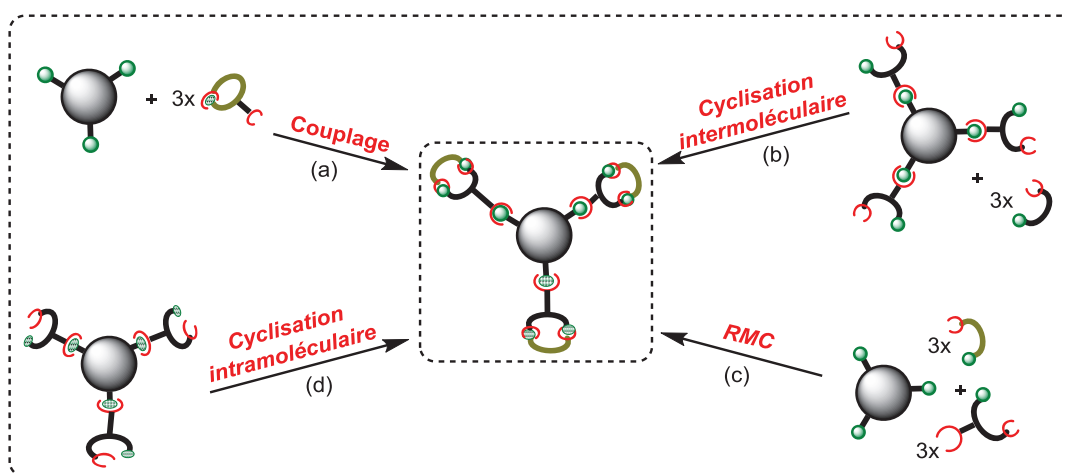 + 3x
Couplage
(a)
Cyclisation
intermoléculaire
(b)
+
3x
Cyclisation
intramoléculaire
(d)
RMC
(c)
3x
+
3x